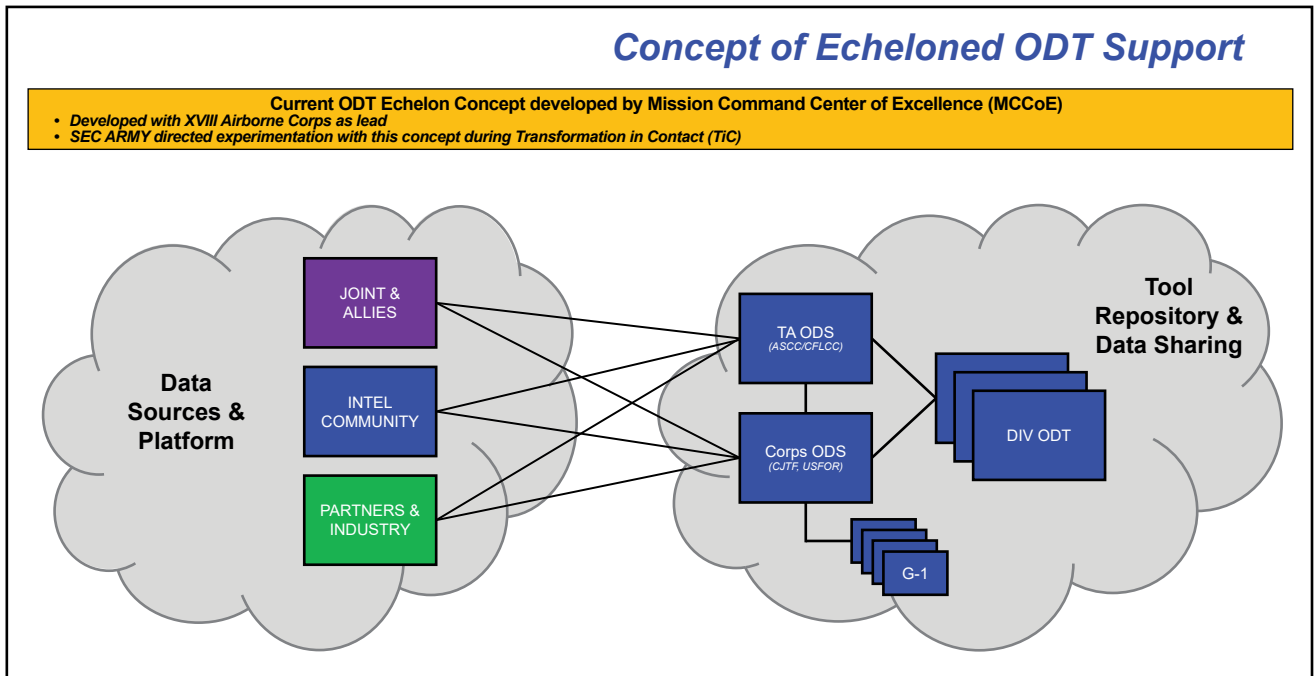 Concept of Echeloned ODT Support
Current ODT Echelon Concept developed by Mission Command Center of Excellence (MCCoE)
• Developed with XVIII Airborne Corps as lead
• SEC ARMY directed experimentation with this concept during Transformation in Contact (TiC)
Data
Sources &
Platform
JOINT &
ALLIES
INTEL
COMMUNITY
PARTNERS &
INDUSTRY
TA ODS
(ASCC/CFLCC)
Corps ODS
(CJTF, USFOR)
DIV ODT
G-1
Tool
Repository &
Data Sharing